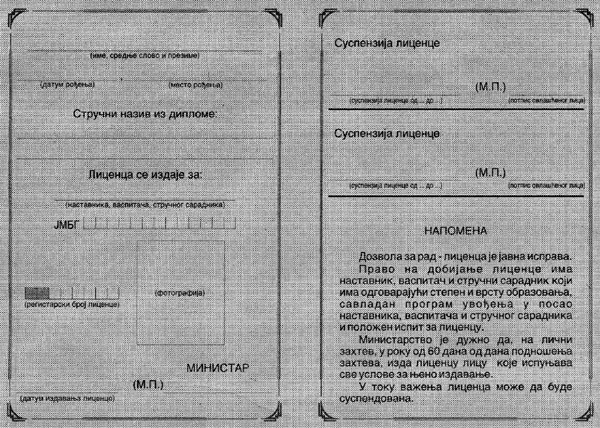 (име, средње слово и презиме)
(датум рођења) (место рођења)
Стручни назив из дипломе:
Лиценца се издаје за:
(наставника, васпитача, стручног сарадника)
ЈМБГ
(фотографија)
(регистарски број лиценце)
МИНИСТАР
(М.П.)
(датум издавања лиценце)
Суспензија лиценце
(М.П.)
(суспензија лиценце од ... до ...) (потпис овлашћеног лица)
Суспензија лиценце
(М.П.)
(суспензија лиценце од ... до ...) (потпис овлашћеног лица)
НАПОМЕНА
Дозвола за рад - лиценца је јавна исправа.
Право на добијање лиценце има
наставник, васпитач и стручни сарадник који
има одговарајући степен и врсту образовања,
савладан програм увођења у посао
наставника, васпитача и стручног сарадника
и положен испит за лиценцу.
Министарство је дужно да, на лични
захтев, у року од 60 дана од дана подношења
захтева, изда лиценцу лицу које испуњава
све услове за њено издавање.
У току важења лиценца може да буде
суспендована.